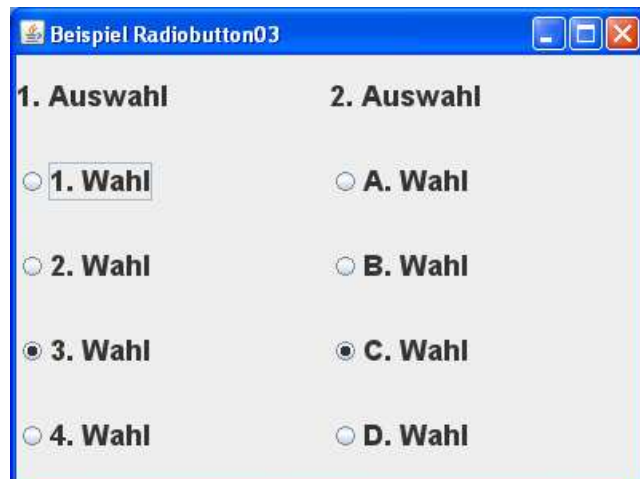 Beispiel Radiobutton03
1. Auswahl 2. Auswahl
1. Wahl A. Wahl
2. Wahl B. Wahl
3. Wahl C. Wahl
4. Wahl D. Wahl